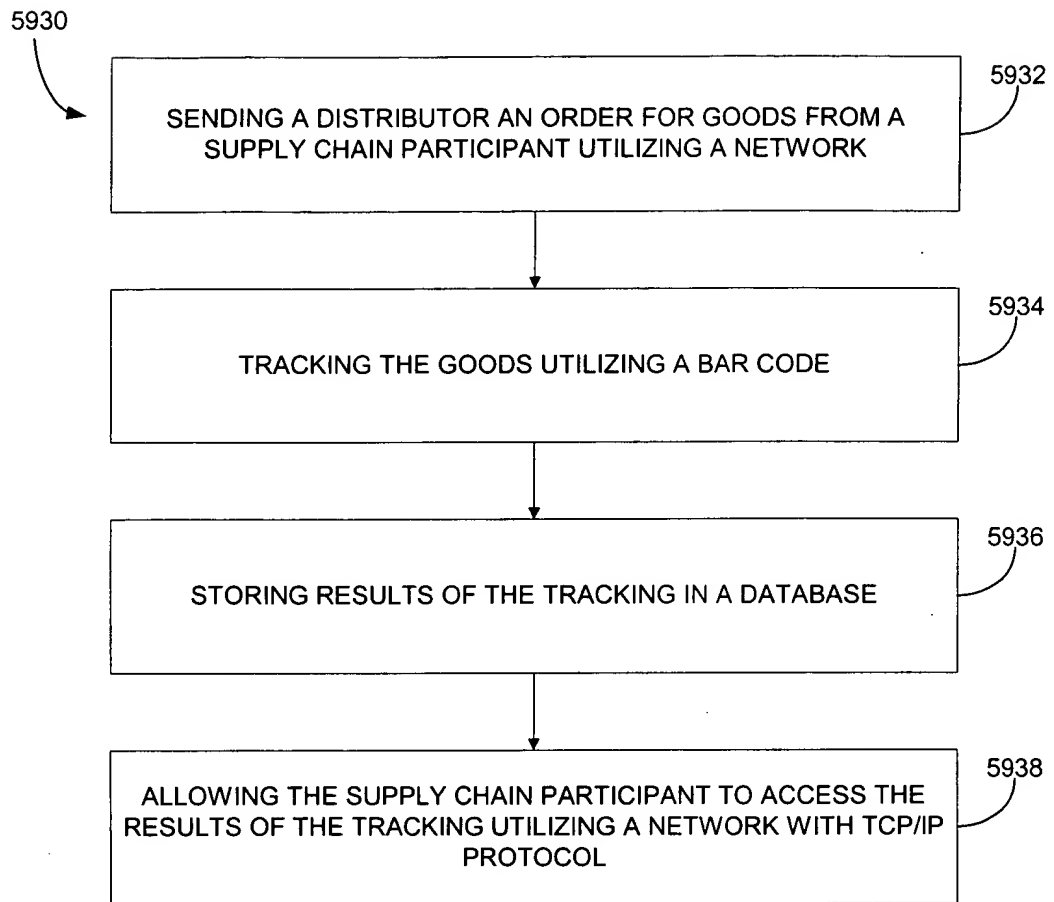 5930
5932
SENDING A DISTRIBUTOR AN ORDER FOR GOODS FROM A
SUPPLY CHAIN PARTICIPANT UTILIZING A NETWORK
5934
TRACKING THE GOODS UTILIZING A BAR CODE
5936
STORING RESULTS OF THE TRACKING IN A DATABASE
5938
ALLOWING THE SUPPLY CHAIN PARTICIPANT TO ACCESS THE
RESULTS OF THE TRACKING UTILIZING A NETWORK WITH TCP/IP
PROTOCOL